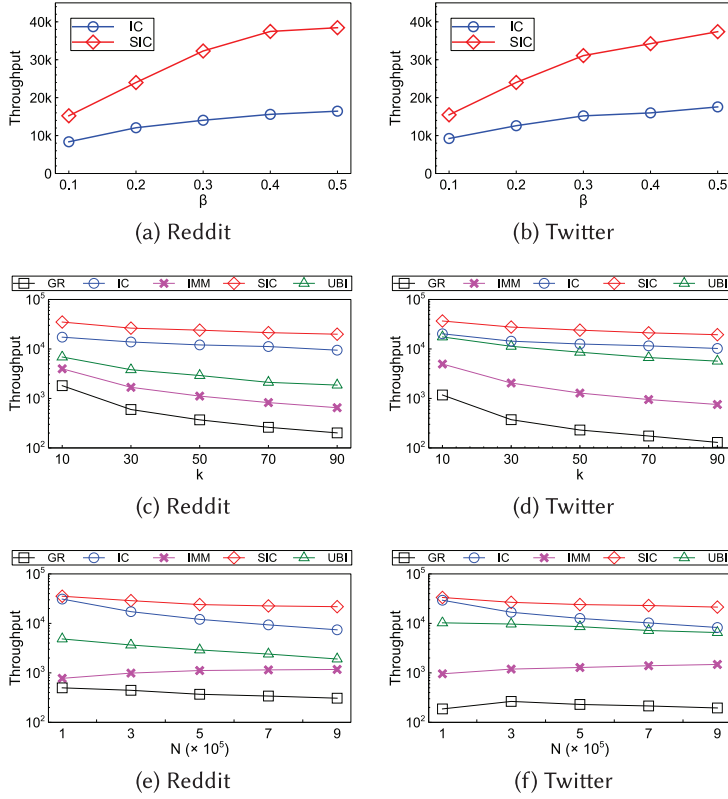 40k
30k
20k
10k
0
Throughput
IC
SIC
0.1 0.2 0.3 0.4 0.5
β
(a) Reddit
40k
30k
20k
10k
0
Throughput
IC
SIC
0.1 0.2 0.3 0.4 0.5
β
(b) Twitter
GR IC IMM SIC UBI
10^5
10^4
10^3
10^2
Throughput
10 30 50 70 90
k
(c) Reddit
GR IMM IC SIC UBI
10^5
10^4
10^3
10^2
Throughput
10 30 50 70 90
k
(d) Twitter
GR IC IMM SIC UBI
10^5
10^4
10^3
10^2
Throughput
1 3 5 7 9
N (× 10^5)
(e) Reddit
GR IC IMM SIC UBI
10^5
10^4
10^3
10^2
Throughput
1 3 5 7 9
N (× 10^5)
(f) Twitter